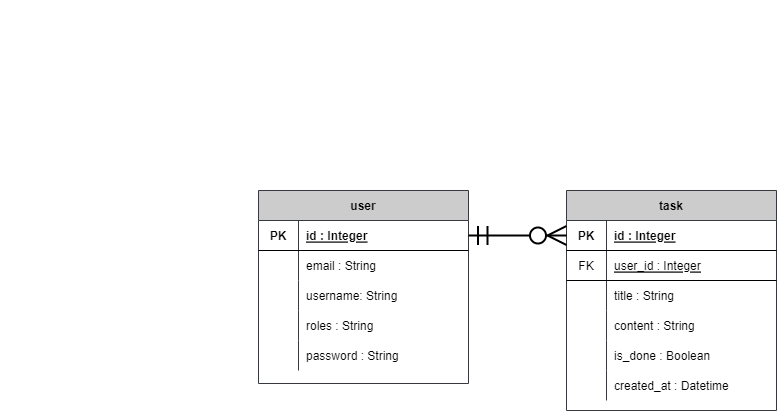 user
PK id : Integer
email : String
username: String
roles : String
password : String
task
PK id : Integer
FK user_id : Integer
title : String
content : String
is_done : Boolean
created_at : Datetime